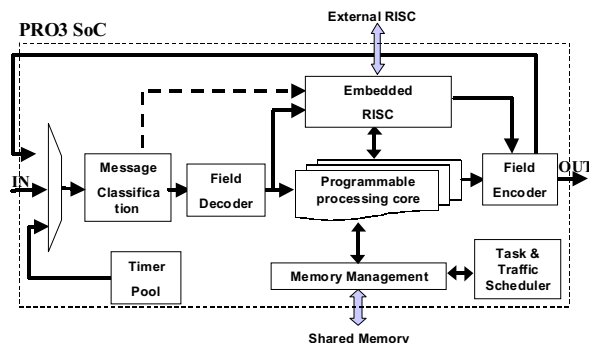 External RISC
PRO3 SoC
Embedded
RISC
IN
Message
Classifica
tion
Field
Decoder
Programmable
processing core
Field
Encoder
OUT
Timer
Pool
Memory Management
Task &
Traffic
Scheduler
Shared Memory